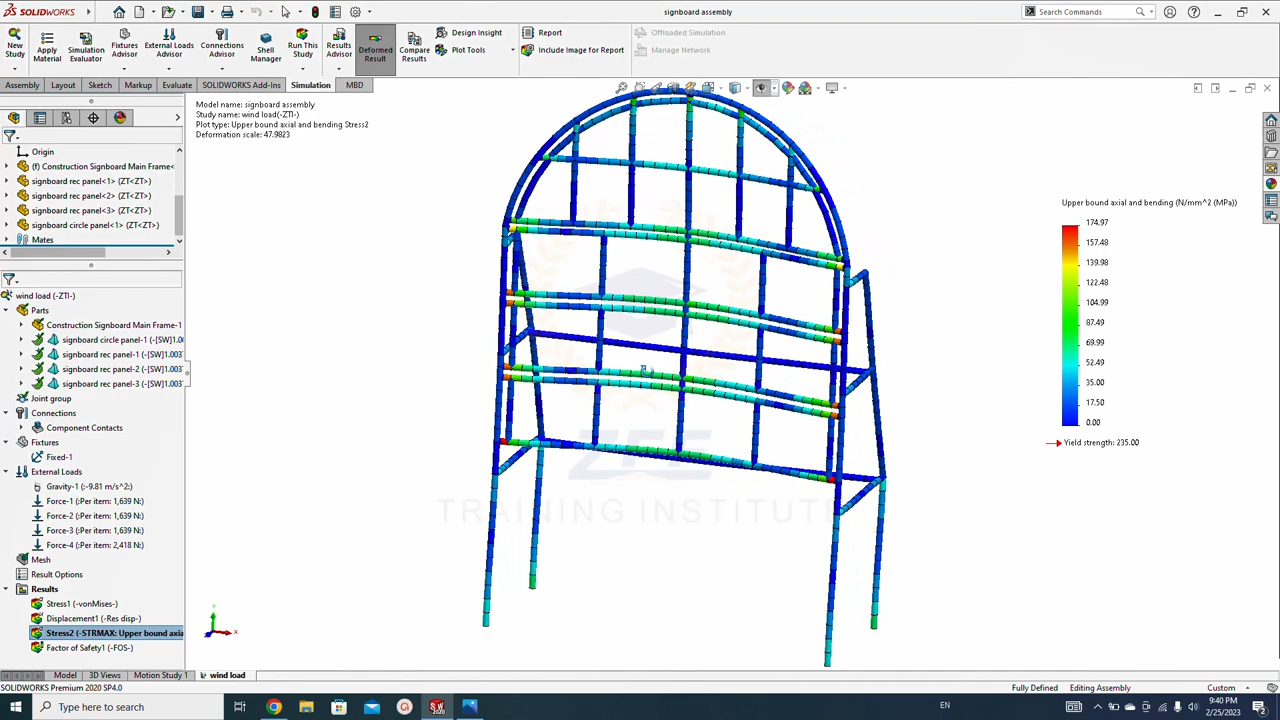 SOLIDWORKS
signboard assembly
Search Commands
New Study
Apply Material
Simulation Evaluator
Fixtures Advisor
External Loads Advisor
Connections Advisor
Shell Manager
Run This Study
Results Advisor
Deformed Result
Compare Results
Design Insight
Plot Tools
Report
Include Image for Report
Offloaded Simulation
Manage Network
Assembly
Layout
Sketch
Markup
Evaluate
SOLIDWORKS Add-Ins
Simulation
MBD
Origin
(f) Construction Signboard Main Frame<
signboard rec panel<1> (ZT<ZT>)
signboard rec panel<2> (ZT<ZT>)
signboard rec panel<3> (ZT<ZT>)
signboard circle panel<1> (ZT<ZT>)
Mates
wind load (-ZTI-)
Parts
Construction Signboard Main Frame-1
signboard circle panel-1 (-[SW]1.00
signboard rec panel-1 (-[SW]1.003
signboard rec panel-2 (-[SW]1.003
signboard rec panel-3 (-[SW]1.003
Joint group
Connections
Component Contacts
Fixtures
Fixed-1
External Loads
Gravity-1 (:-9.81 m/s^2:)
Force-1 (:Per item: 1,639 N:)
Force-2 (:Per item: 1,639 N:)
Force-3 (:Per item: 1,639 N:)
Force-4 (:Per item: 2,418 N:)
Mesh
Result Options
Results
Stress1 (-vonMises-)
Displacement1 (-Res disp-)
Stress2 (-STRMAX: Upper bound axia
Factor of Safety1 (-FOS-)
Model name: signboard assembly
Study name: wind load(-ZTI-)
Plot type: Upper bound axial and bending Stress2
Deformation scale: 47.9823
ZFE
TRAINING INSTITUT
Upper bound axial and bending (N/mm^2 (MPa))
174.97
157.48
139.98
122.48
104.98
87.49
69.99
52.49
35.00
17.50
0.00
Yield strength: 235.00
Y
X
Model
3D Views
Motion Study 1
wind load
SOLIDWORKS Premium 2020 SP4.0
Fully Defined
Editing Assembly
Custom
Type here to search
EN
9:40 PM
2/25/2023
2